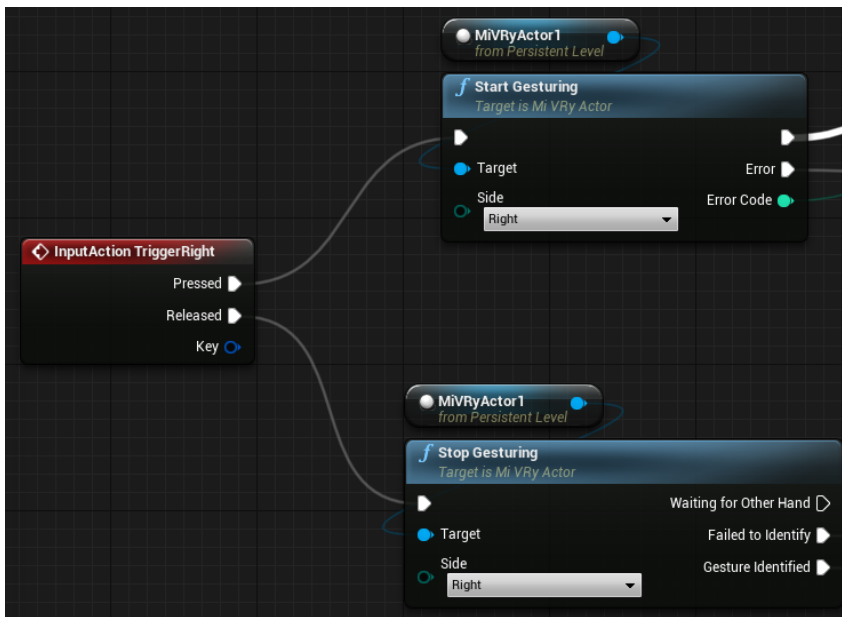 MiVRyActor1
from Persistent Level
f Start Gesturing
Target is Mi VRy Actor
Target
Error
Side
Right
Error Code
InputAction TriggerRight
Pressed
Released
Key
MiVRyActor1
from Persistent Level
f Stop Gesturing
Target is Mi VRy Actor
Waiting for Other Hand
Target
Failed to Identify
Side
Right
Gesture Identified